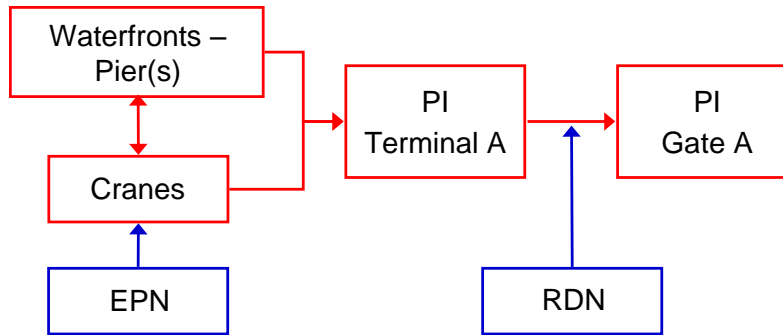 Waterfronts –
Pier(s)
PI
Terminal A
PI
Gate A
Cranes
EPN
RDN